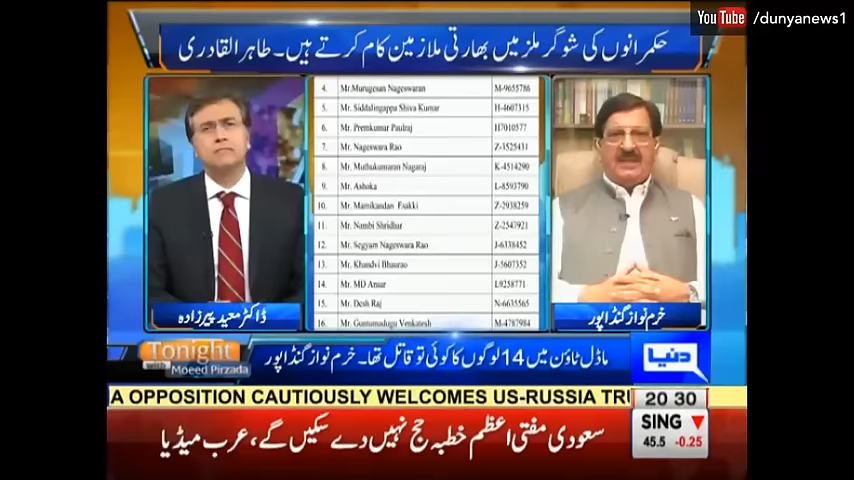 You Tube /dunyanews1
حکمرانوں کی شوگر ملز میں بھارتی ملازمین کام کرتے ہیں۔ طاہر القادری
4. Mr.Murugesan Nageswaran M-9655786
5. Mr. Siddalingappa Shiva Kumar H-4607315
6. Mr. Premkumar Paulraj H7010577
7. Mr. Nageswara Rao Z-3525431
8. Mr. Muthukumaran Nagaraj K-4514290
9. Mr. Ashoka L-8593790
10. Mr. Mamikandan Esakki Z-2938259
11. Mr. Nambi Shridhar Z-2547921
12. Mr. Segyam Nageswara Rao J-6338452
13. Mr. Khandvi Bhaurao J-5607352
14. Mr. MD Ansar L9258771
15. Mr. Desh Raj N-6635565
16. Mr. Guntumadugu Venkatesh M-4787984
ڈاکٹر معید پیرزادہ
خرم نواز گنڈاپور
Tonight
with Moeed Pirzada
ماڈل ٹاؤن میں 14 لوگوں کا کوئی تو قاتل تھا۔ خرم نواز گنڈاپور
دنیا
A OPPOSITION CAUTIOUSLY WELCOMES US-RUSSIA TRU
20 30
سعودی مفتی اعظم خطبہ حج نہیں دے سکیں گے، عرب میڈیا
SING
45.5 -0.25